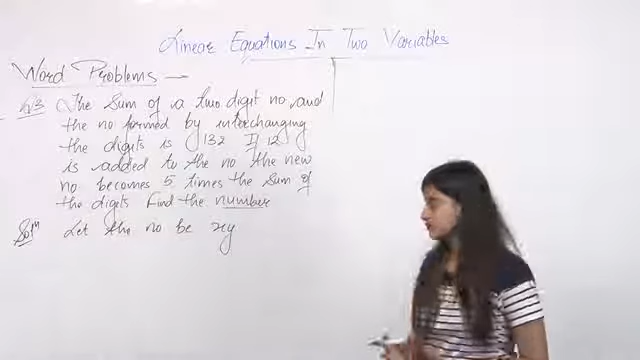 Linear Equations In Two Variables
Word Problems —
Q3 The Sum of a two digit no. and
the no formed by interchanging
the digits is 132 If 12
is added to the no the new
no becomes 5 times the sum of
the digits Find the number
Solⁿ Let the no be xy